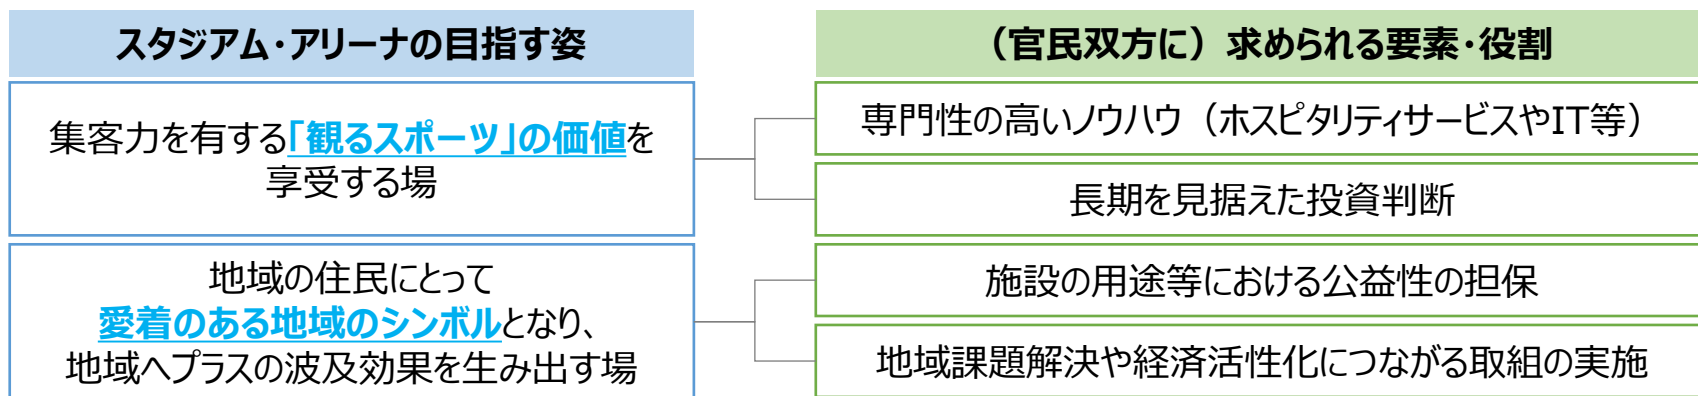 スタジアム・アリーナの目指す姿
集客力を有する「観るスポーツ」の価値を
享受する場
地域の住民にとって
愛着のある地域のシンボルとなり、
地域へプラスの波及効果を生み出す場
（官民双方に）求められる要素・役割
専門性の高いノウハウ（ホスピタリティサービスやIT等）
長期を見据えた投資判断
施設の用途等における公益性の担保
地域課題解決や経済活性化につながる取組の実施